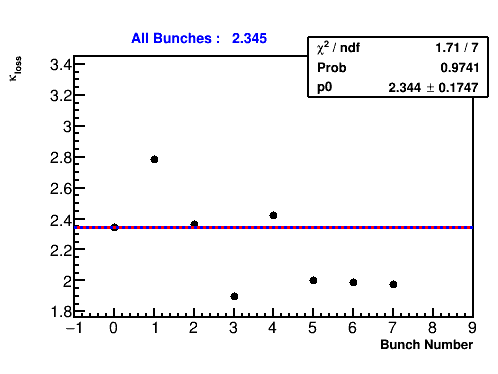 All Bunches : 2.345
χ² / ndf 1.71 / 7
Prob 0.9741
p0 2.344 ± 0.1747
κloss
3.4
3.2
3
2.8
2.6
2.4
2.2
2
1.8
−1 0 1 2 3 4 5 6 7 8 9
Bunch Number